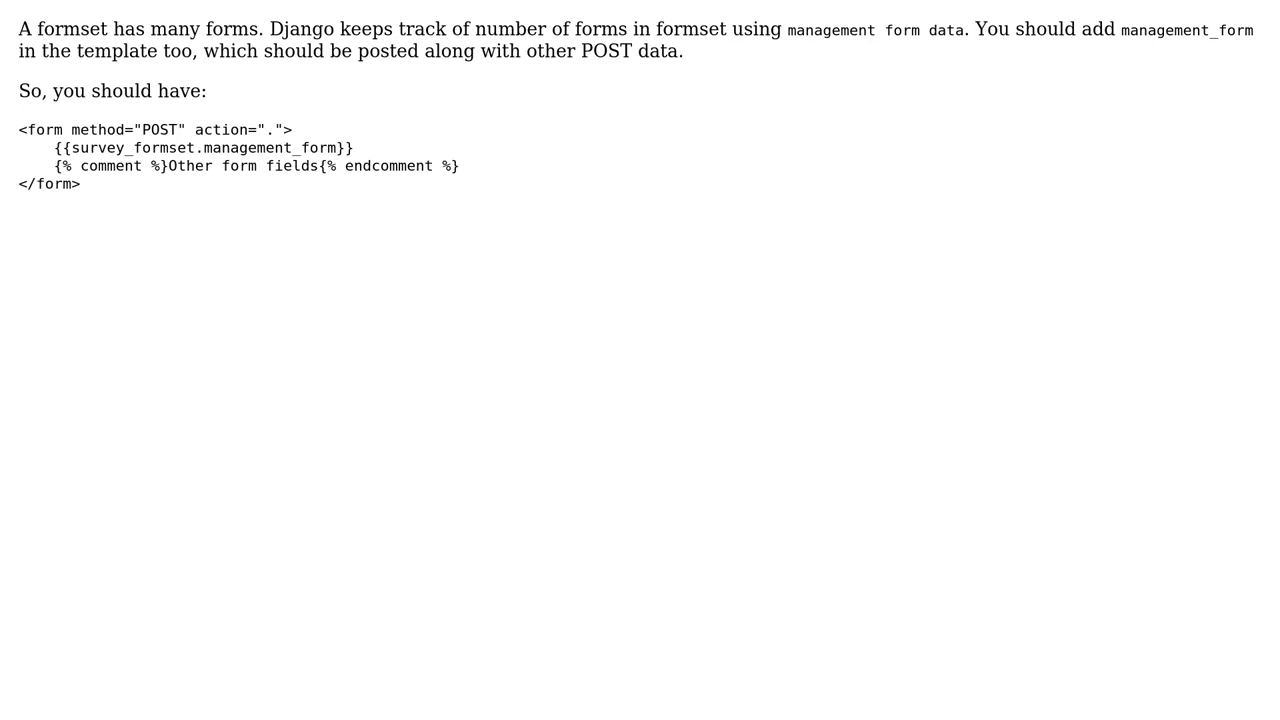 A formset has many forms. Django keeps track of number of forms in formset using management form data. You should add management_form
in the template too, which should be posted along with other POST data.
So, you should have:
<form method="POST" action=".">
    {{survey_formset.management_form}}
    {% comment %}Other form fields{% endcomment %}
</form>